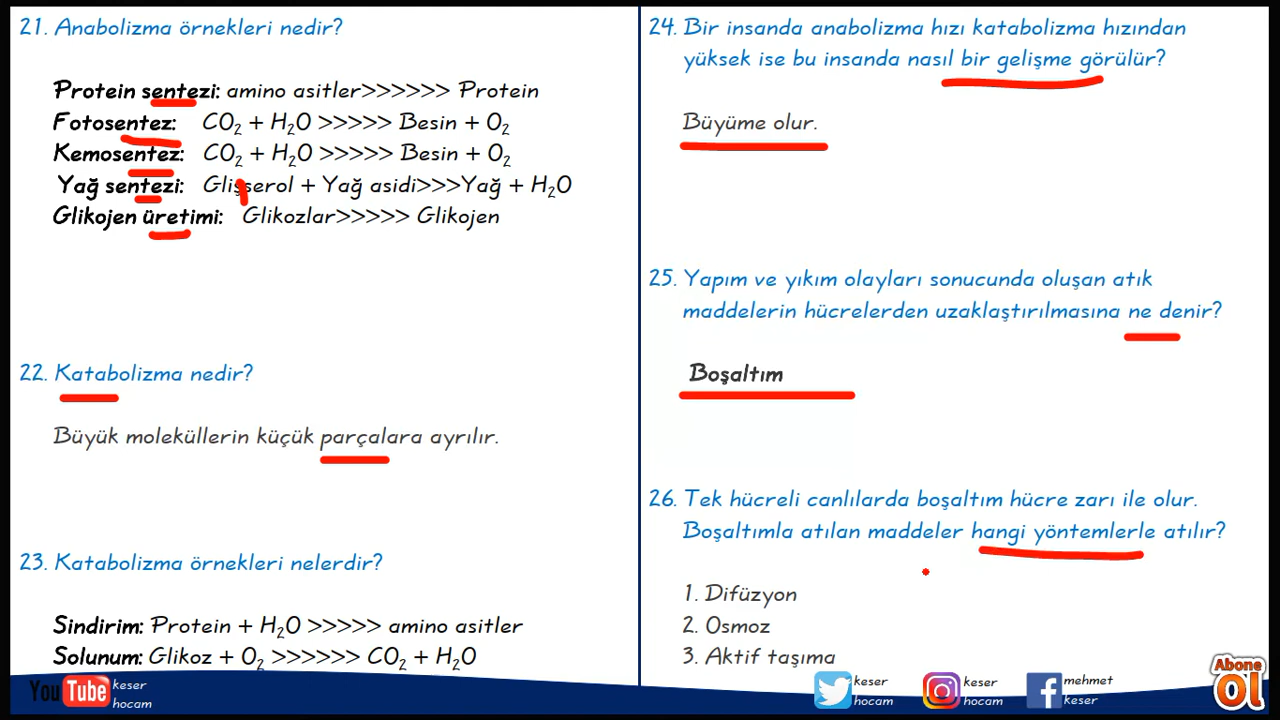 21. Anabolizma örnekleri nedir?
Protein sentezi: amino asitler>>>>>> Protein
Fotosentez: CO₂ + H₂O >>>>> Besin + O₂
Kemosentez: CO₂ + H₂O >>>>> Besin + O₂
Yağ sentezi: Glişserol + Yağ asidi>>>Yağ + H₂O
Glikojen üretimi: Glikozlar>>>>> Glikojen
22. Katabolizma nedir?
Büyük moleküllerin küçük parçalara ayrılır.
23. Katabolizma örnekleri nelerdir?
Sindirim: Protein + H₂O >>>>> amino asitler
Solunum: Glikoz + O₂ >>>>>> CO₂ + H₂O
24. Bir insanda anabolizma hızı katabolizma hızından
yüksek ise bu insanda nasıl bir gelişme görülür?
Büyüme olur.
25. Yapım ve yıkım olayları sonucunda oluşan atık
maddelerin hücrelerden uzaklaştırılmasına ne denir?
Boşaltım
26. Tek hücreli canlılarda boşaltım hücre zarı ile olur.
Boşaltımla atılan maddeler hangi yöntemlerle atılır?
1. Difüzyon
2. Osmoz
3. Aktif taşıma
YouTube keser
hocam
keser
hocam
keser
hocam
mehmet
keser
Abone
OL